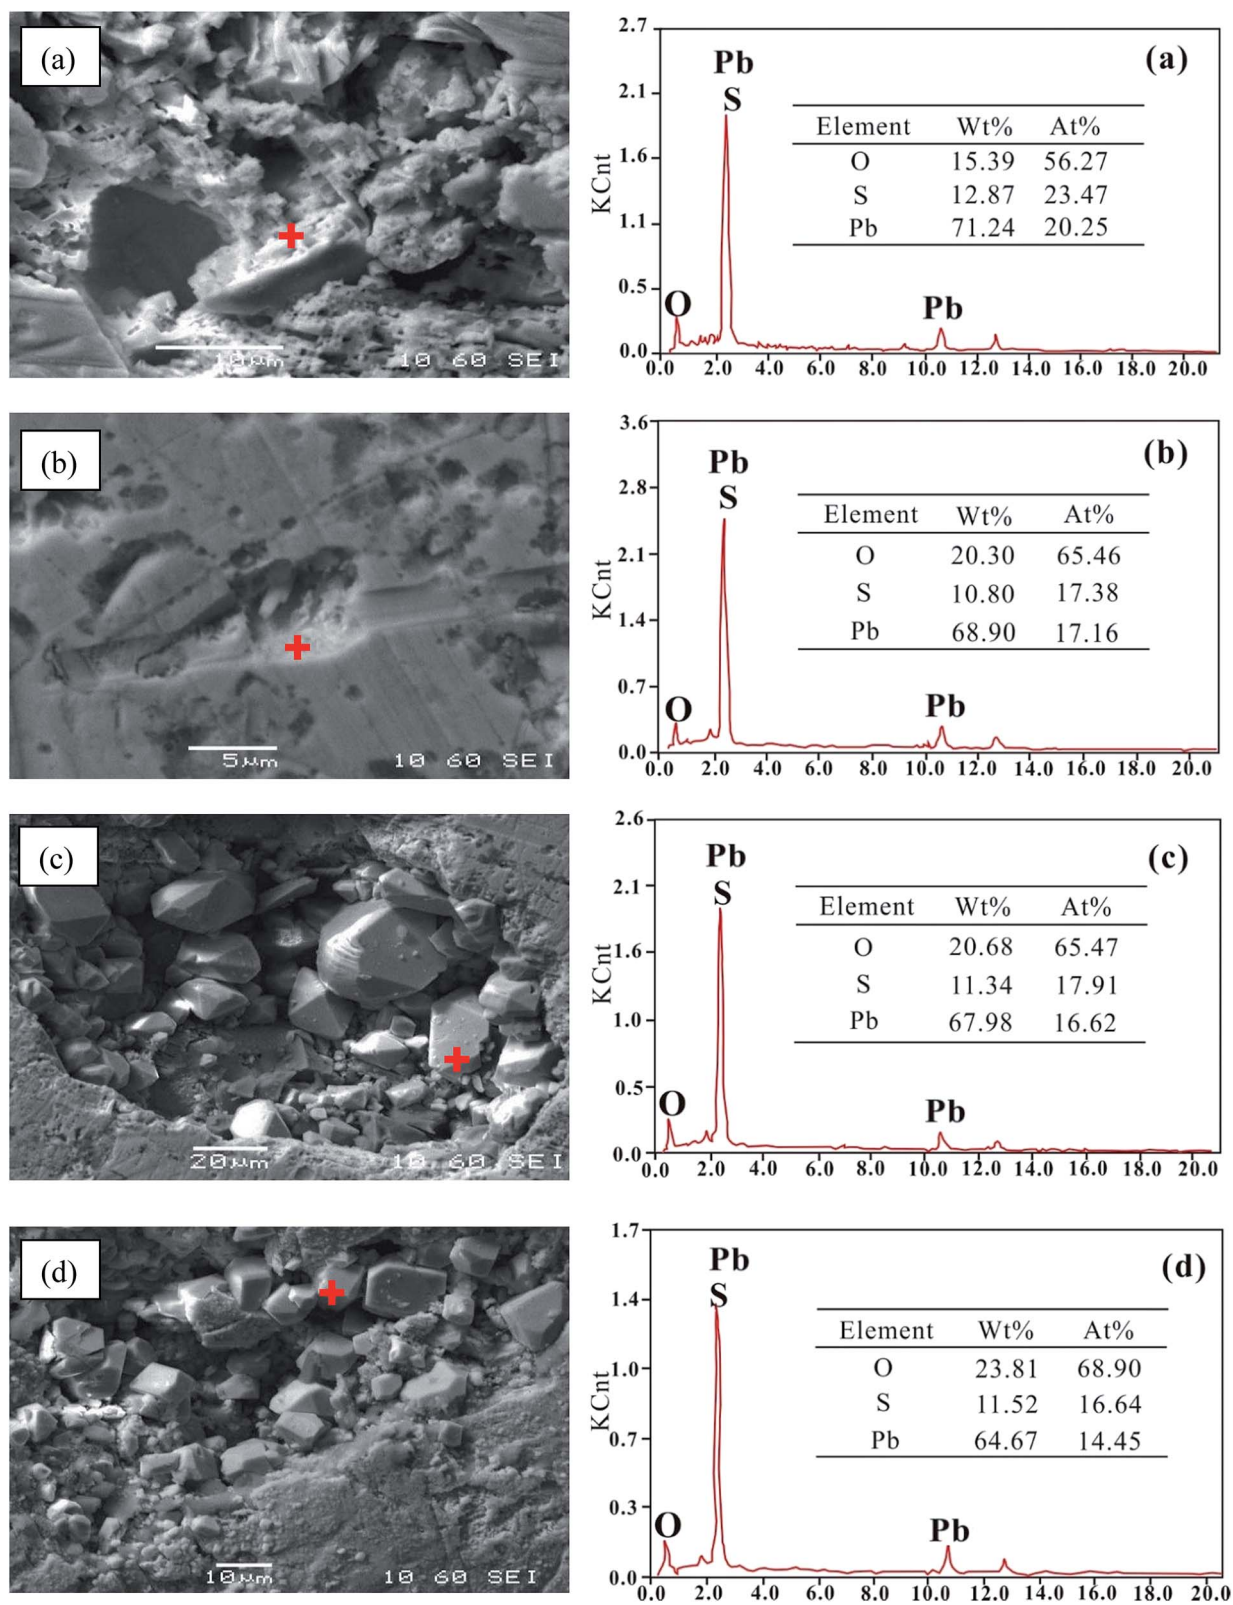 (a)
10μm 10 60 SEI
2.7
2.1
1.6
1.1
0.5
0.0
KCnt
Pb
S
O
Pb
(a)
Element Wt% At%
O 15.39 56.27
S 12.87 23.47
Pb 71.24 20.25
0.0 2.0 4.0 6.0 8.0 10.0 12.0 14.0 16.0 18.0 20.0
(b)
5μm 10 60 SEI
3.6
2.8
2.1
1.4
0.7
0.0
KCnt
Pb
S
O
Pb
(b)
Element Wt% At%
O 20.30 65.46
S 10.80 17.38
Pb 68.90 17.16
0.0 2.0 4.0 6.0 8.0 10.0 12.0 14.0 16.0 18.0 20.0
(c)
20μm 10 60 SEI
2.6
2.1
1.6
1.0
0.5
0.0
KCnt
Pb
S
O
Pb
(c)
Element Wt% At%
O 20.68 65.47
S 11.34 17.91
Pb 67.98 16.62
0.0 2.0 4.0 6.0 8.0 10.0 12.0 14.0 16.0 18.0 20.0
(d)
10μm 10 60 SEI
1.7
1.4
1.0
0.7
0.3
0.0
KCnt
Pb
S
O
Pb
(d)
Element Wt% At%
O 23.81 68.90
S 11.52 16.64
Pb 64.67 14.45
0.0 2.0 4.0 6.0 8.0 10.0 12.0 14.0 16.0 18.0 20.0